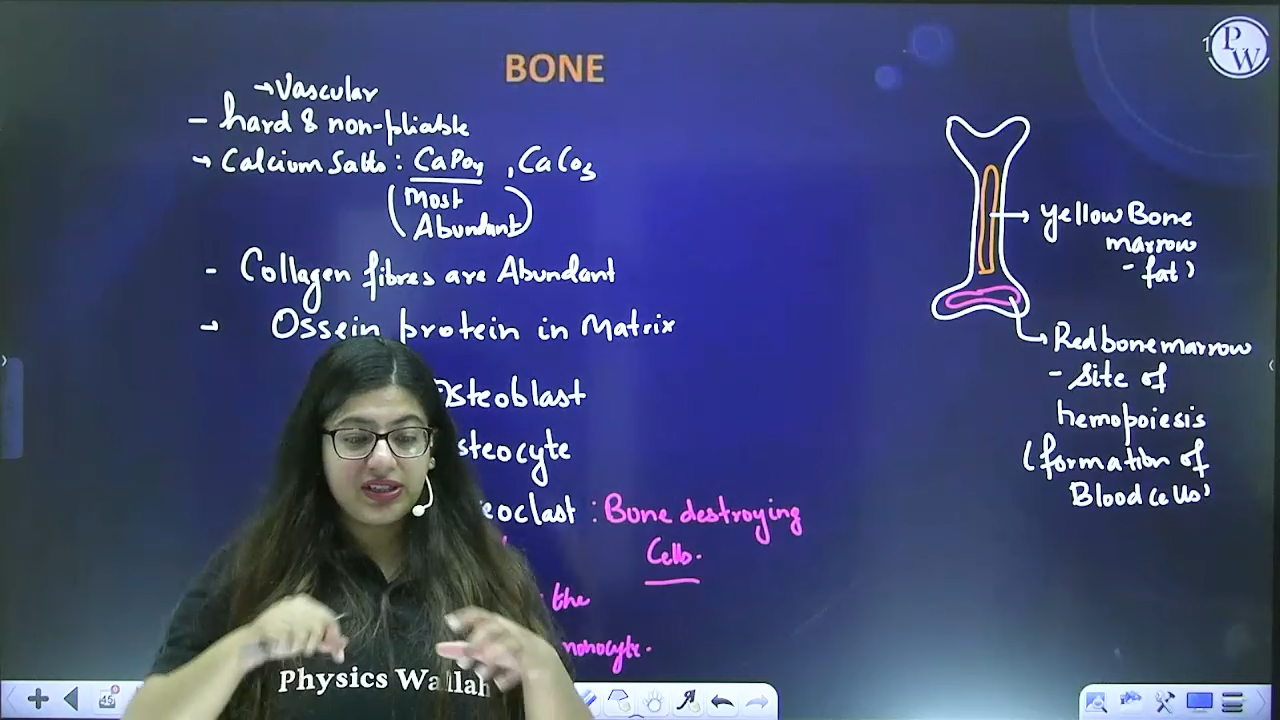 BONE
→ Vascular
- hard & non-pliable
→ Calcium Salts : CaPO4 , CaCO3
(Most
Abundant)
- Collagen fibres are Abundant
→ Ossein protein in Matrix
osteoblast
steocyte
eoclast : Bone destroying
Cells.
the
monocyte.
→ yellow Bone
marrow
- fat)
→ Red bone marrow
- Site of
hemopoiesis
(formation of
Blood cells)
PW
Physics Wallah
45